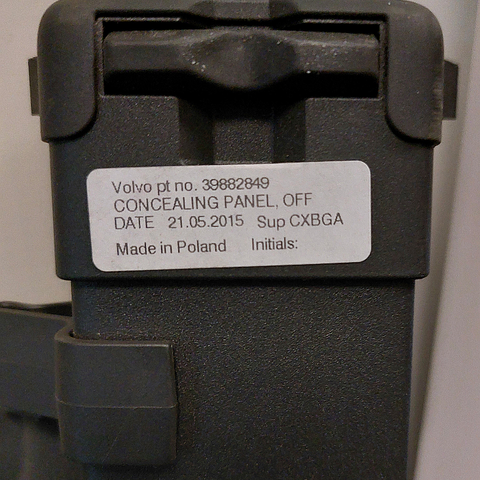 Volvo pt no. 39882849
CONCEALING PANEL, OFF
DATE 21.05.2015 Sup CXBGA
Made in Poland Initials: